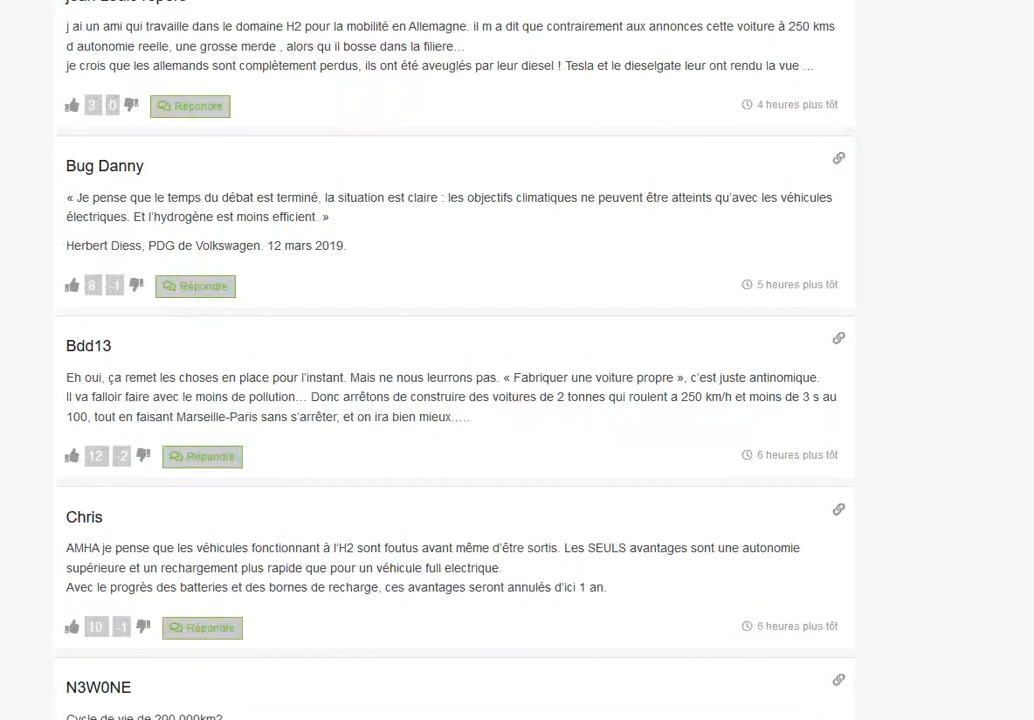 j ai un ami qui travaille dans le domaine H2 pour la mobilité en Allemagne. il m a dit que contrairement aux annonces cette voiture à 250 kms
d autonomie reelle, une grosse merde , alors qu il bosse dans la filiere…
je crois que les allemands sont complètement perdus, ils ont été aveuglés par leur diesel ! Tesla et le dieselgate leur ont rendu la vue …
3 0 Répondre 4 heures plus tôt
Bug Danny
« Je pense que le temps du débat est terminé, la situation est claire : les objectifs climatiques ne peuvent être atteints qu’avec les véhicules
électriques. Et l’hydrogène est moins efficient. »
Herbert Diess, PDG de Volkswagen. 12 mars 2019.
6 -1 Répondre 5 heures plus tôt
Bdd13
Eh oui, ça remet les choses en place pour l’instant. Mais ne nous leurrons pas. « Fabriquer une voiture propre », c’est juste antinomique.
Il va falloir faire avec le moins de pollution… Donc arrêtons de construire des voitures de 2 tonnes qui roulent a 250 km/h et moins de 3 s au
100, tout en faisant Marseille-Paris sans s’arrêter, et on ira bien mieux…..
12 -2 Répondre 6 heures plus tôt
Chris
AMHA je pense que les véhicules fonctionnant à l’H2 sont foutus avant même d’être sortis. Les SEULS avantages sont une autonomie
supérieure et un rechargement plus rapide que pour un véhicule full electrique.
Avec le progrès des batteries et des bornes de recharge, ces avantages seront annulés d’ici 1 an.
10 -1 Répondre 6 heures plus tôt
N3W0NE
Cycle de vie de 200 000km?